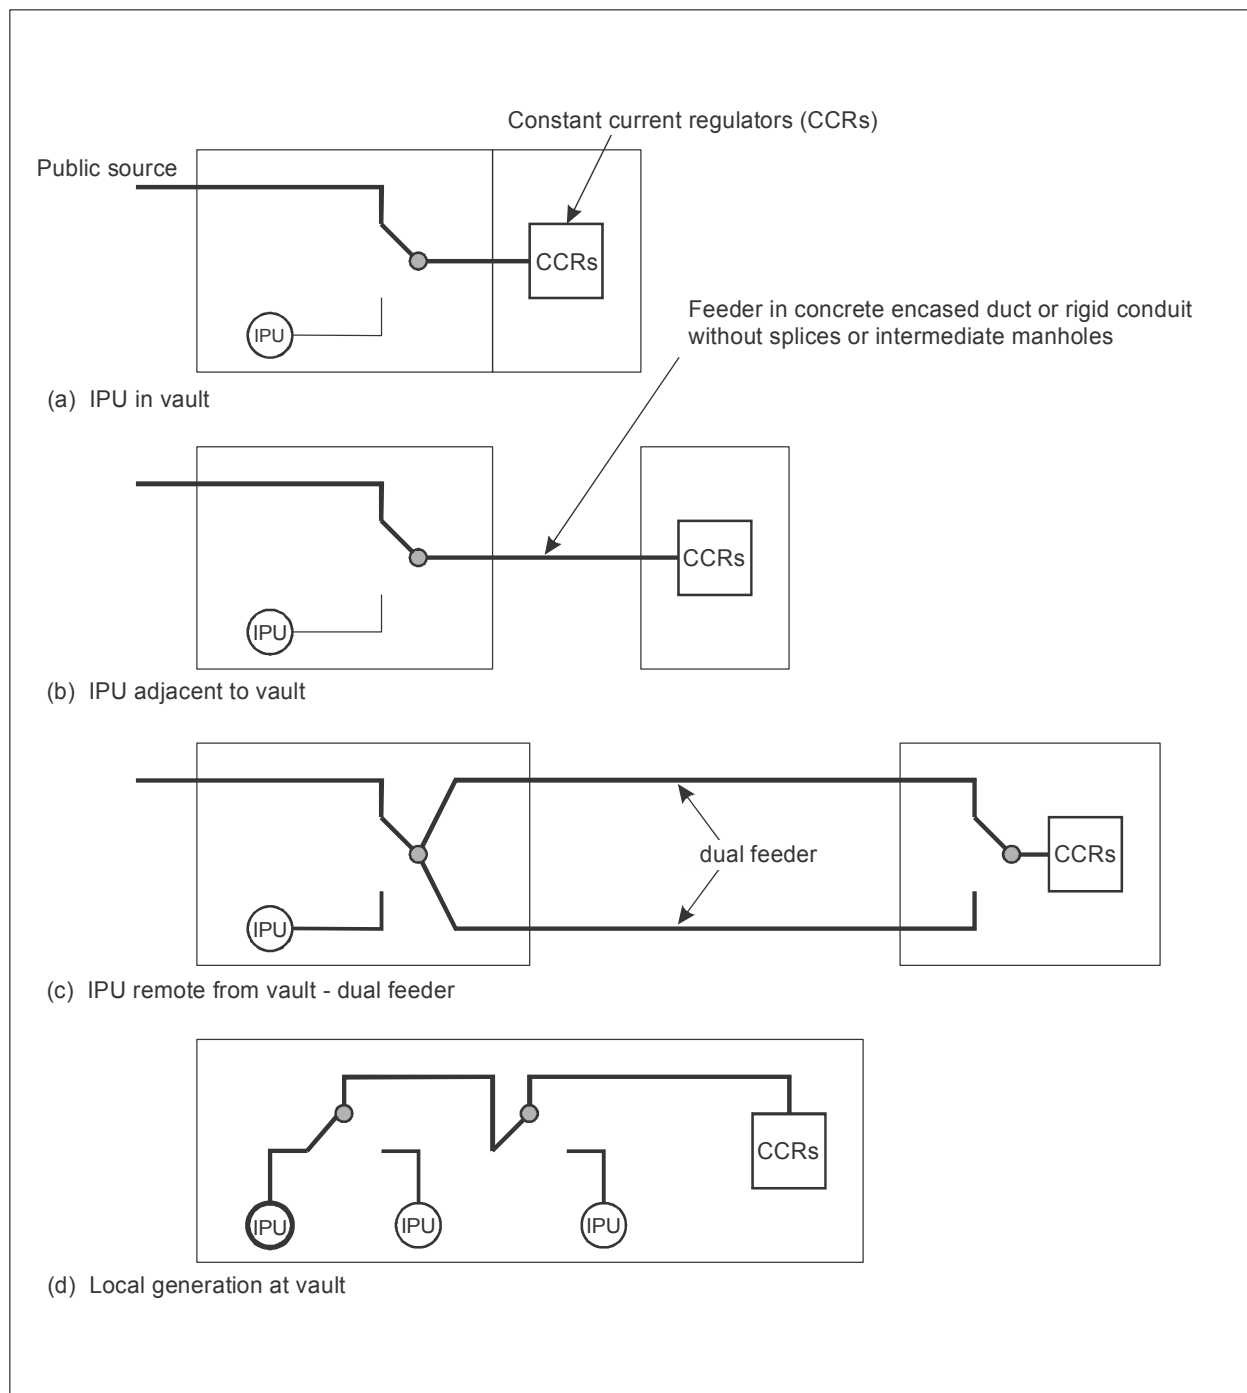 Constant current regulators (CCRs)
Public source
CCRs
IPU
Feeder in concrete encased duct or rigid conduit
without splices or intermediate manholes
(a) IPU in vault
CCRs
IPU
(b) IPU adjacent to vault
dual feeder
CCRs
IPU
(c) IPU remote from vault - dual feeder
CCRs
IPU
IPU
IPU
(d) Local generation at vault